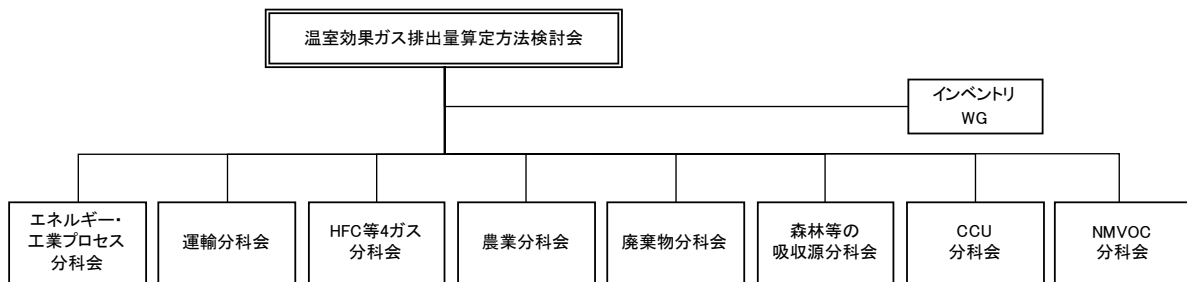 温室効果ガス排出量算定方法検討会
インベントリ
WG
エネルギー・
工業プロセス
分科会
運輸分科会
HFC等4ガス
分科会
農業分科会
廃棄物分科会
森林等の
吸収源分科会
CCU
分科会
NMVOC
分科会